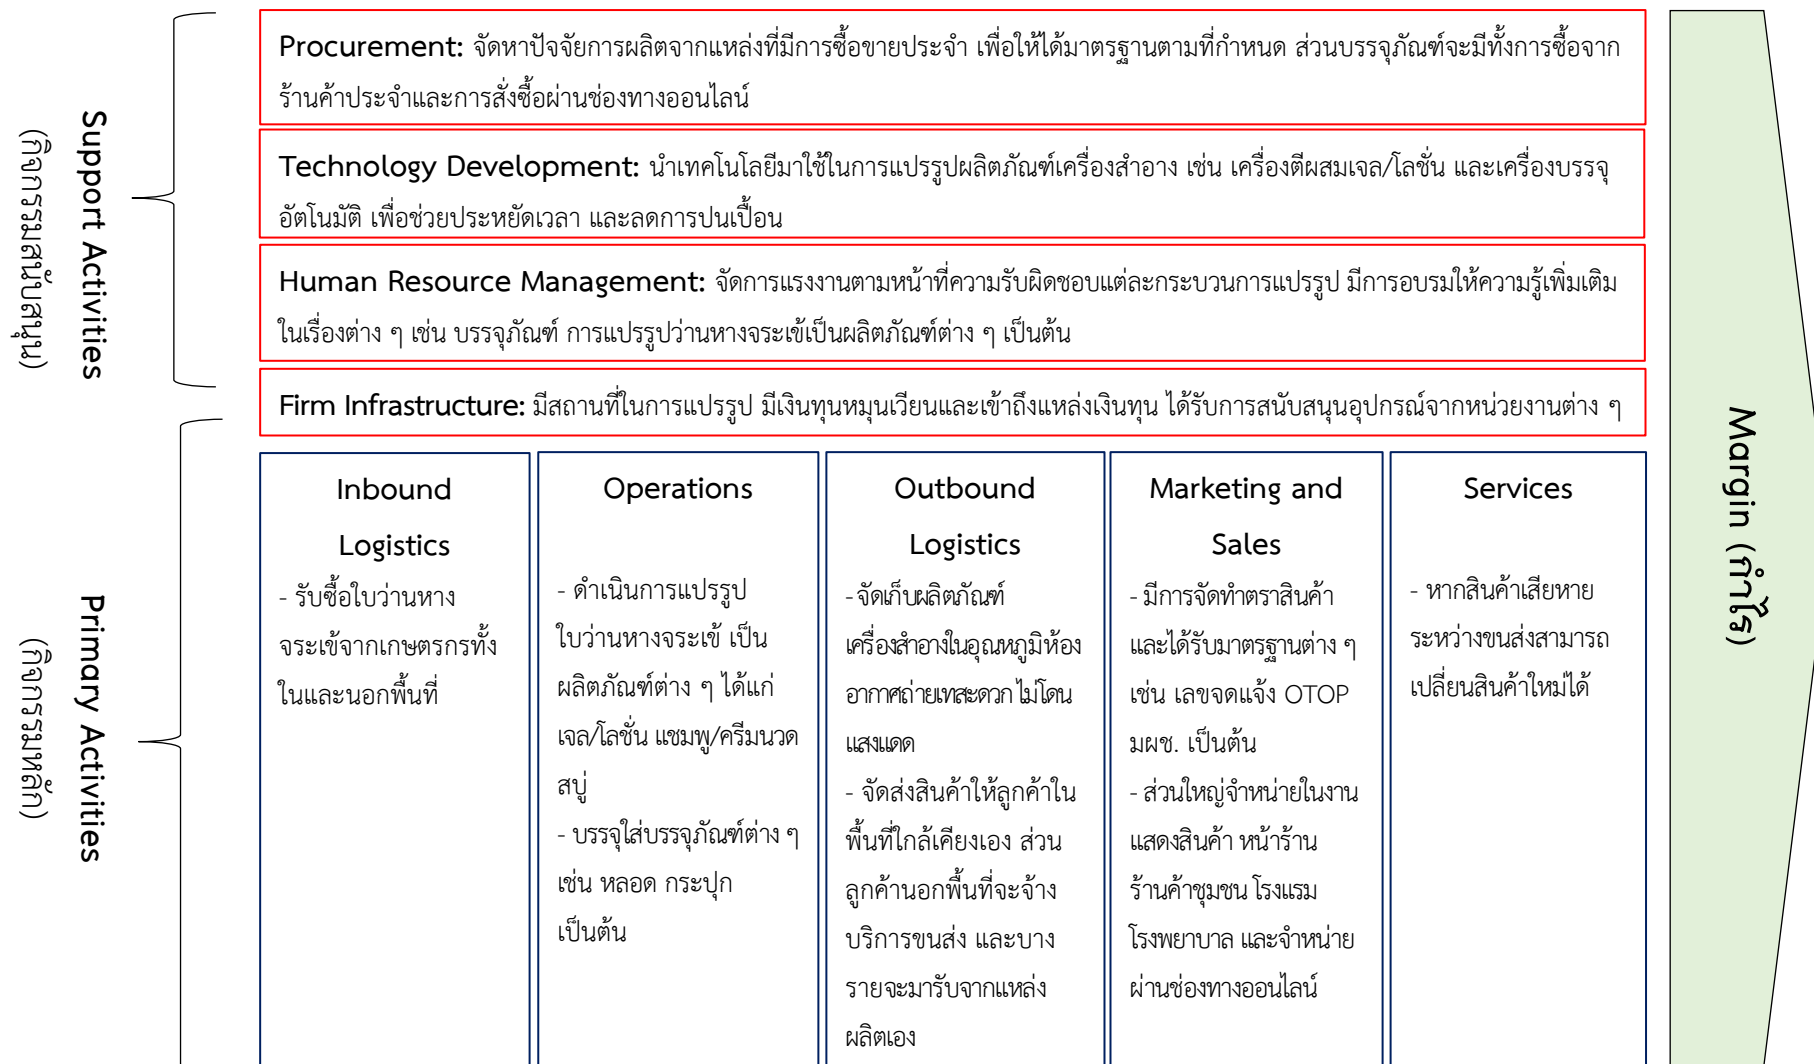 Support Activities
(กิจกรรมสนับสนุน)
Procurement: จัดหาปัจจัยการผลิตจากแหล่งที่มีการซื้อขายประจำ เพื่อให้ได้มาตรฐานตามที่กำหนด ส่วนบรรจุภัณฑ์จะมีทั้งการซื้อจาก
ร้านค้าประจำและการสั่งซื้อผ่านช่องทางออนไลน์
Technology Development: นำเทคโนโลยีมาใช้ในการแปรรูปผลิตภัณฑ์เครื่องสำอาง เช่น เครื่องตีผสมเจล/โลชั่น และเครื่องบรรจุ
อัตโนมัติ เพื่อช่วยประหยัดเวลา และลดการปนเปื้อน
Human Resource Management: จัดการแรงงานตามหน้าที่ความรับผิดชอบแต่ละกระบวนการแปรรูป มีการอบรมให้ความรู้เพิ่มเติม
ในเรื่องต่าง ๆ เช่น บรรจุภัณฑ์ การแปรรูปว่านหางจระเข้เป็นผลิตภัณฑ์ต่าง ๆ เป็นต้น
Firm Infrastructure: มีสถานที่ในการแปรรูป มีเงินทุนหมุนเวียนและเข้าถึงแหล่งเงินทุน ได้รับการสนับสนุนอุปกรณ์จากหน่วยงานต่าง ๆ
Primary Activities
(กิจกรรมหลัก)
Inbound
Logistics
- รับซื้อใบว่านหาง
จระเข้จากเกษตรกรทั้ง
ในและนอกพื้นที่
Operations
- ดำเนินการแปรรูป
ใบว่านหางจระเข้ เป็น
ผลิตภัณฑ์ต่าง ๆ ได้แก่
เจล/โลชั่น แชมพู/ครีมนวด
สบู่
- บรรจุใส่บรรจุภัณฑ์ต่าง ๆ
เช่น หลอด กระปุก
เป็นต้น
Outbound
Logistics
- จัดเก็บผลิตภัณฑ์
เครื่องสำอางในอุณหภูมิห้อง
อากาศถ่ายเทสะดวก ไม่โดน
แสงแดด
- จัดส่งสินค้าให้ลูกค้าใน
พื้นที่ใกล้เคียงเอง ส่วน
ลูกค้านอกพื้นที่จะจ้าง
บริการขนส่ง และบาง
รายจะมารับจากแหล่ง
ผลิตเอง
Marketing and
Sales
- มีการจัดทำตราสินค้า
และได้รับมาตรฐานต่าง ๆ
เช่น เลขจดแจ้ง OTOP
มผช. เป็นต้น
- ส่วนใหญ่จำหน่ายในงาน
แสดงสินค้า หน้าร้าน
ร้านค้าชุมชน โรงแรม
โรงพยาบาล และจำหน่าย
ผ่านช่องทางออนไลน์
Services
- หากสินค้าเสียหาย
ระหว่างขนส่งสามารถ
เปลี่ยนสินค้าใหม่ได้
Margin (กำไร)